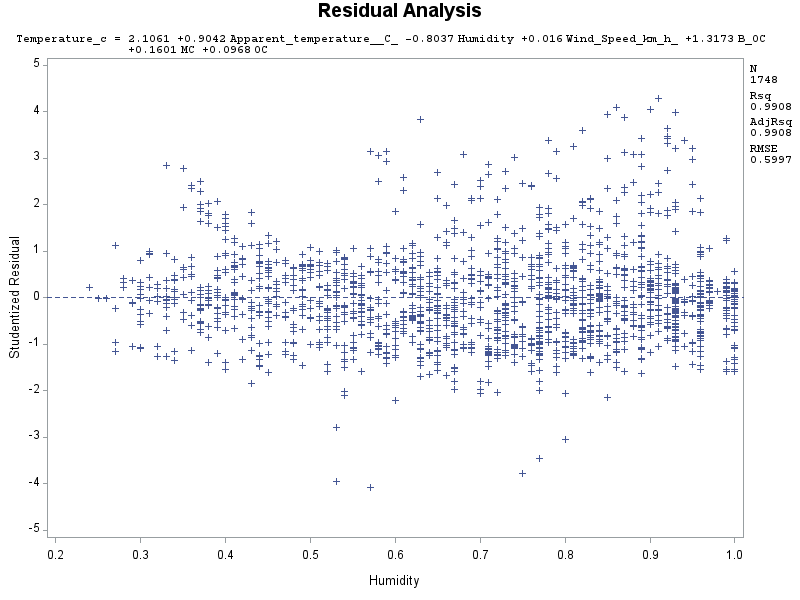 Residual Analysis
Temperature_c = 2.1061 +0.9042 Apparent_temperature__C_ -0.8037 Humidity +0.016 Wind_Speed_km_h_ +1.3173 B_OC
+0.1601 MC +0.0968 OC
N
1748
Rsq
0.9908
AdjRsq
0.9908
RMSE
0.5997
Studentized Residual
5
4
3
2
1
0
-1
-2
-3
-4
-5
0.2 0.3 0.4 0.5 0.6 0.7 0.8 0.9 1.0
Humidity